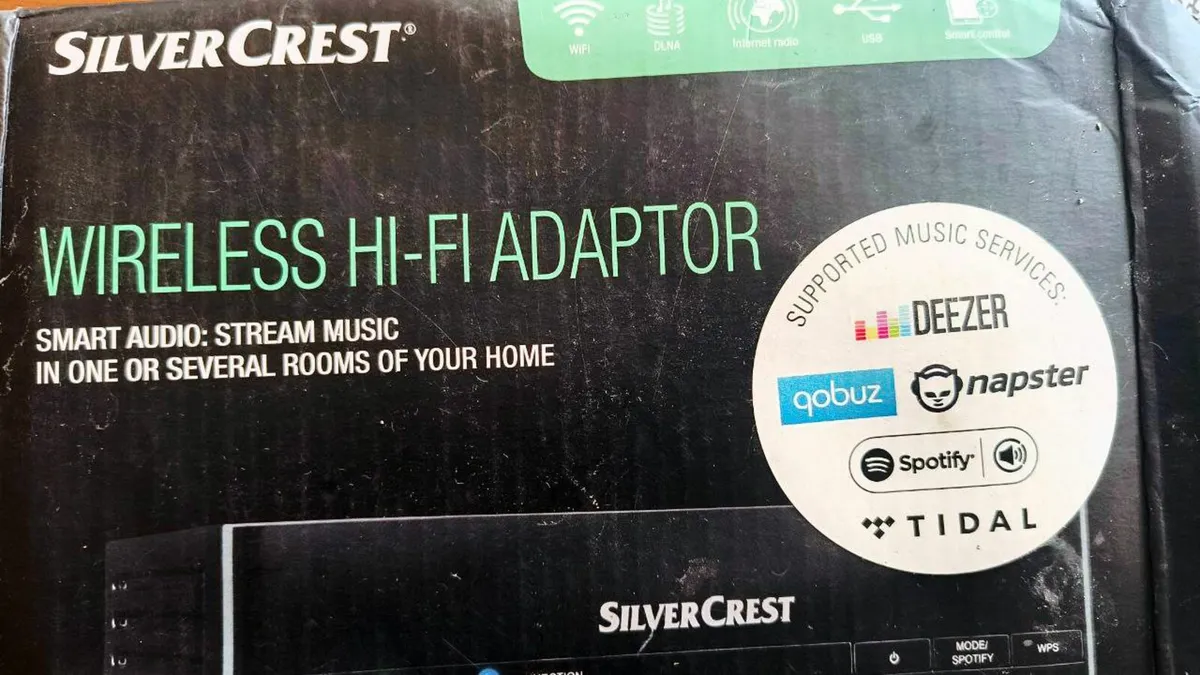 SILVERCREST®
WIFI
DLNA
Internet radio
USB
Smart control
WIRELESS HI-FI ADAPTOR
SMART AUDIO: STREAM MUSIC
IN ONE OR SEVERAL ROOMS OF YOUR HOME
SUPPORTED MUSIC SERVICES:
DEEZER
qobuz
napster
Spotify
TIDAL
SILVERCREST
MODE/
SPOTIFY
WPS